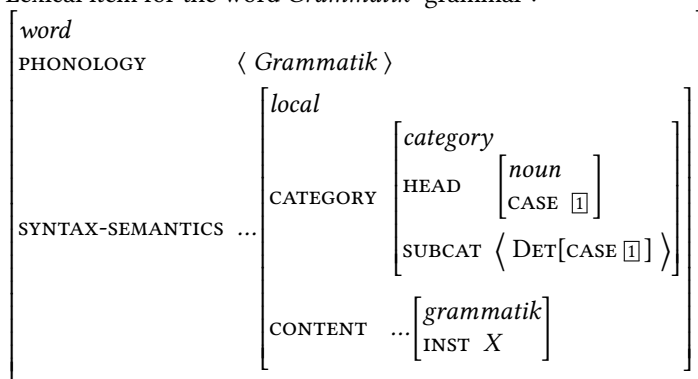 Lexical item for the word Grammatik 'grammar':
word
PHONOLOGY ⟨ Grammatik ⟩
local
category
CATEGORY HEAD noun
CASE 1
SYNTAX-SEMANTICS ...
SUBCAT ⟨ DET[CASE 1] ⟩
CONTENT ... grammatik
INST X